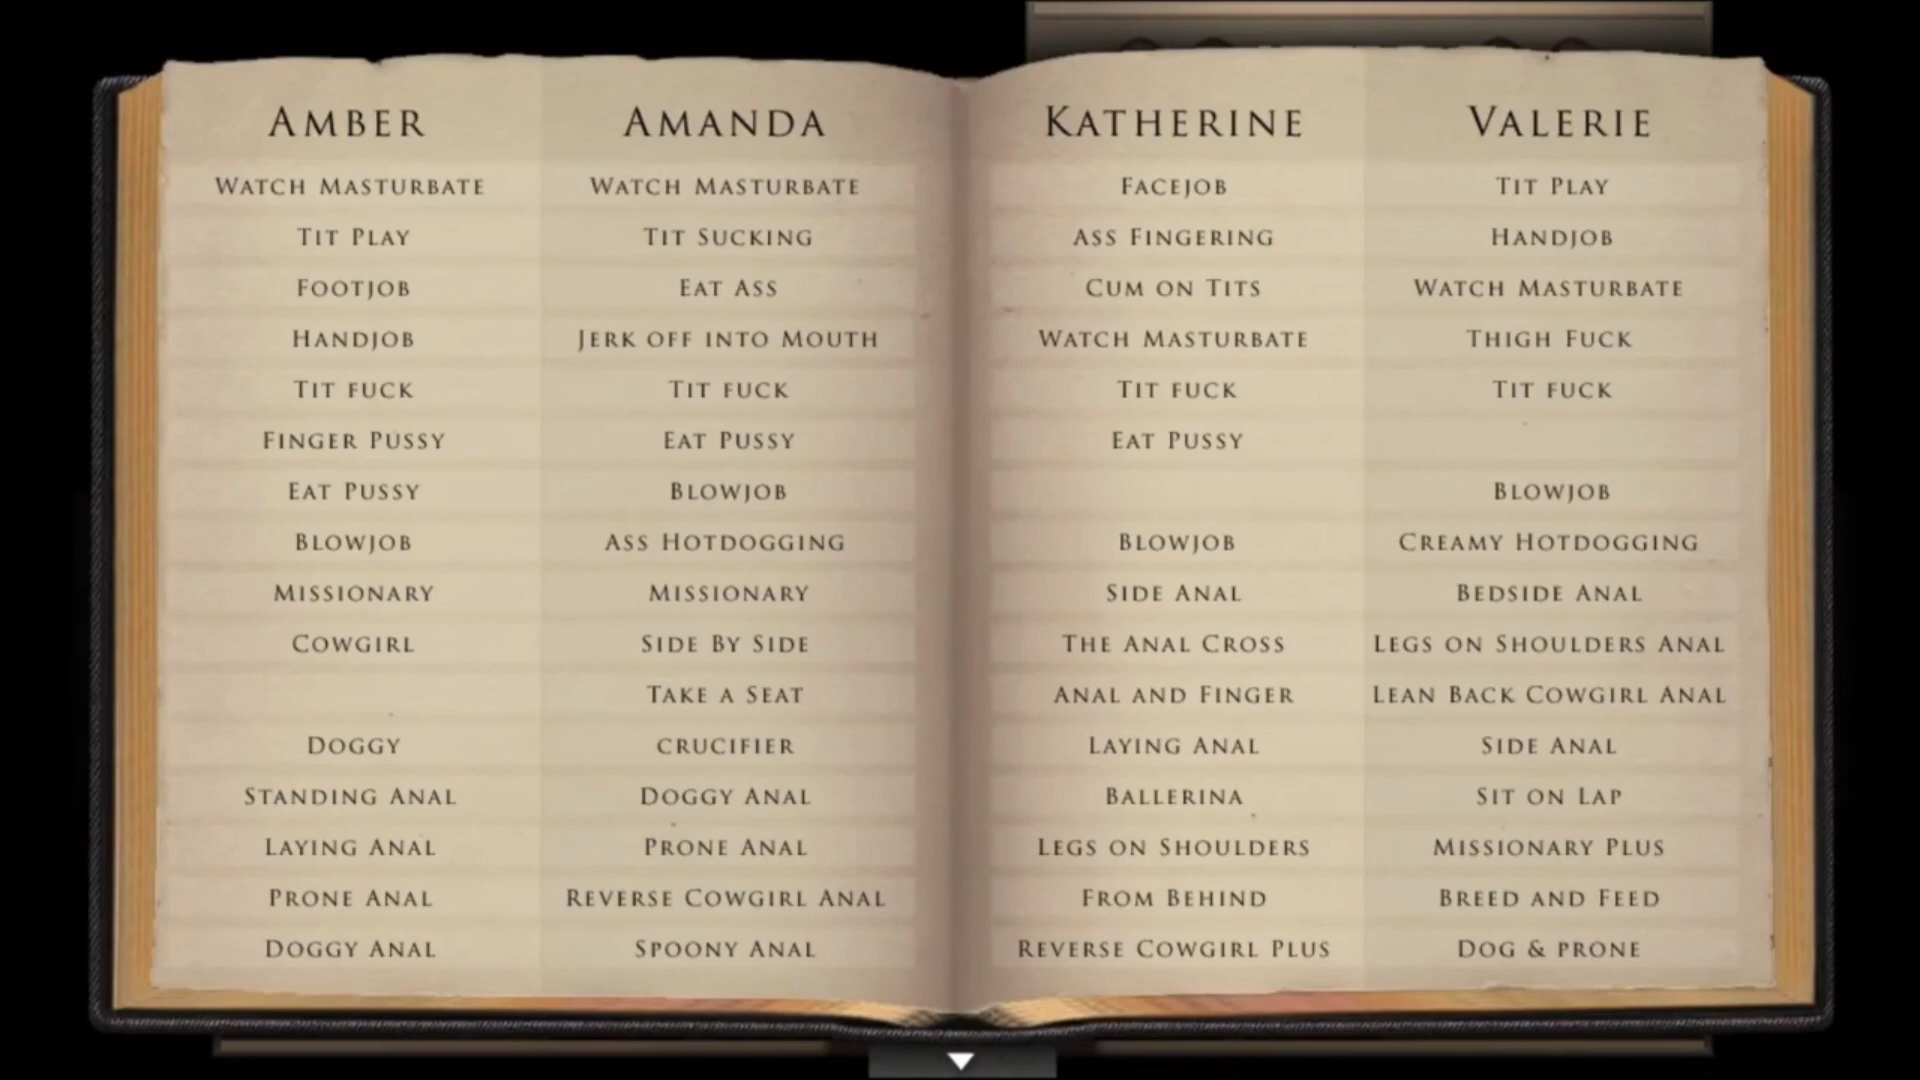 AMBER
WATCH MASTURBATE
TIT PLAY
FOOTJOB
HANDJOB
TIT FUCK
FINGER PUSSY
EAT PUSSY
BLOWJOB
MISSIONARY
COWGIRL
DOGGY
STANDING ANAL
LAYING ANAL
PRONE ANAL
DOGGY ANAL
AMANDA
WATCH MASTURBATE
TIT SUCKING
EAT ASS
JERK OFF INTO MOUTH
TIT FUCK
EAT PUSSY
BLOWJOB
ASS HOTDOGGING
MISSIONARY
SIDE BY SIDE
TAKE A SEAT
CRUCIFIER
DOGGY ANAL
PRONE ANAL
REVERSE COWGIRL ANAL
SPOONY ANAL
KATHERINE
FACEJOB
ASS FINGERING
CUM ON TITS
WATCH MASTURBATE
TIT FUCK
EAT PUSSY
BLOWJOB
SIDE ANAL
THE ANAL CROSS
ANAL AND FINGER
LAYING ANAL
BALLERINA
LEGS ON SHOULDERS
FROM BEHIND
REVERSE COWGIRL PLUS
VALERIE
TIT PLAY
HANDJOB
WATCH MASTURBATE
THIGH FUCK
TIT FUCK
BLOWJOB
CREAMY HOTDOGGING
BEDSIDE ANAL
LEGS ON SHOULDERS ANAL
LEAN BACK COWGIRL ANAL
SIDE ANAL
SIT ON LAP
MISSIONARY PLUS
BREED AND FEED
DOG & PRONE